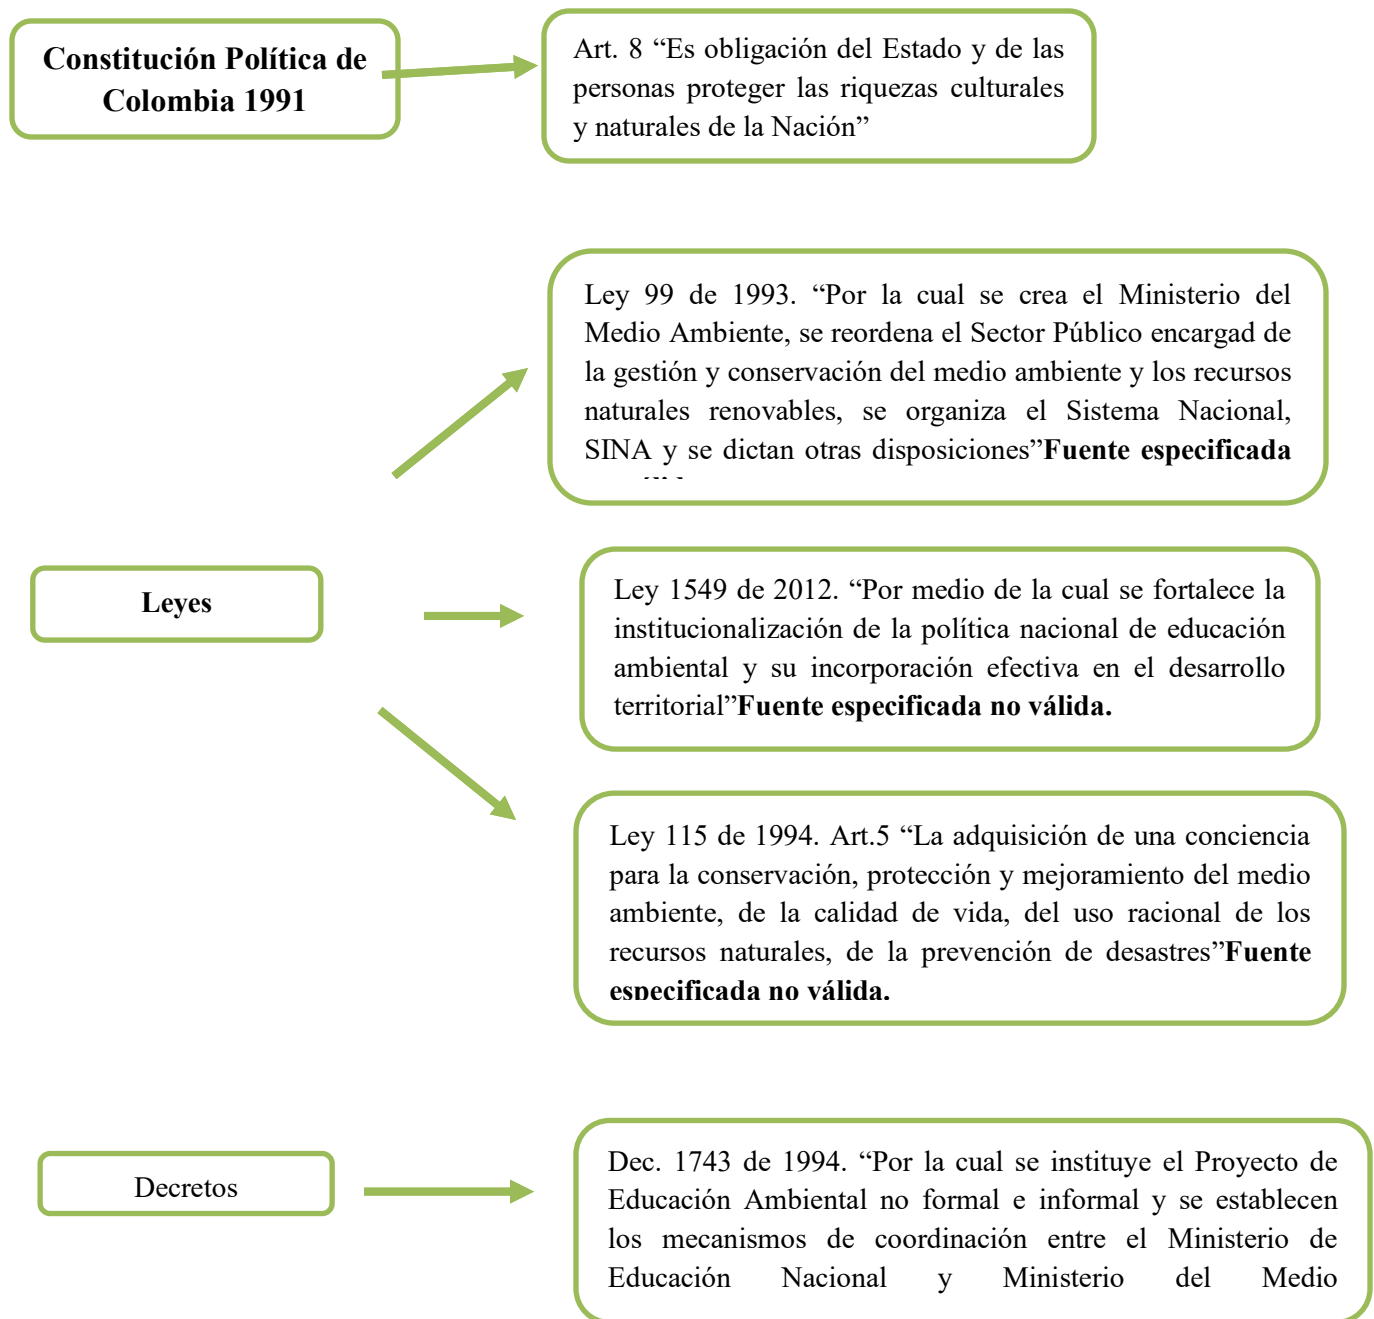 Constitución Política de
Colombia 1991
Art. 8 “Es obligación del Estado y de las
personas proteger las riquezas culturales
y naturales de la Nación”
Ley 99 de 1993. “Por la cual se crea el Ministerio del
Medio Ambiente, se reordena el Sector Público encargad de
la gestión y conservación del medio ambiente y los recursos
naturales renovables, se organiza el Sistema Nacional,
SINA y se dictan otras disposiciones”Fuente especificada
Leyes
Ley 1549 de 2012. “Por medio de la cual se fortalece la
institucionalización de la política nacional de educación
ambiental y su incorporación efectiva en el desarrollo
territorial”Fuente especificada no válida.
Ley 115 de 1994. Art.5 “La adquisición de una conciencia
para la conservación, protección y mejoramiento del medio
ambiente, de la calidad de vida, del uso racional de los
recursos naturales, de la prevención de desastres”Fuente
especificada no válida.
Decretos
Dec. 1743 de 1994. “Por la cual se instituye el Proyecto de
Educación Ambiental no formal e informal y se establecen
los mecanismos de coordinación entre el Ministerio de
Educación Nacional y Ministerio del Medio